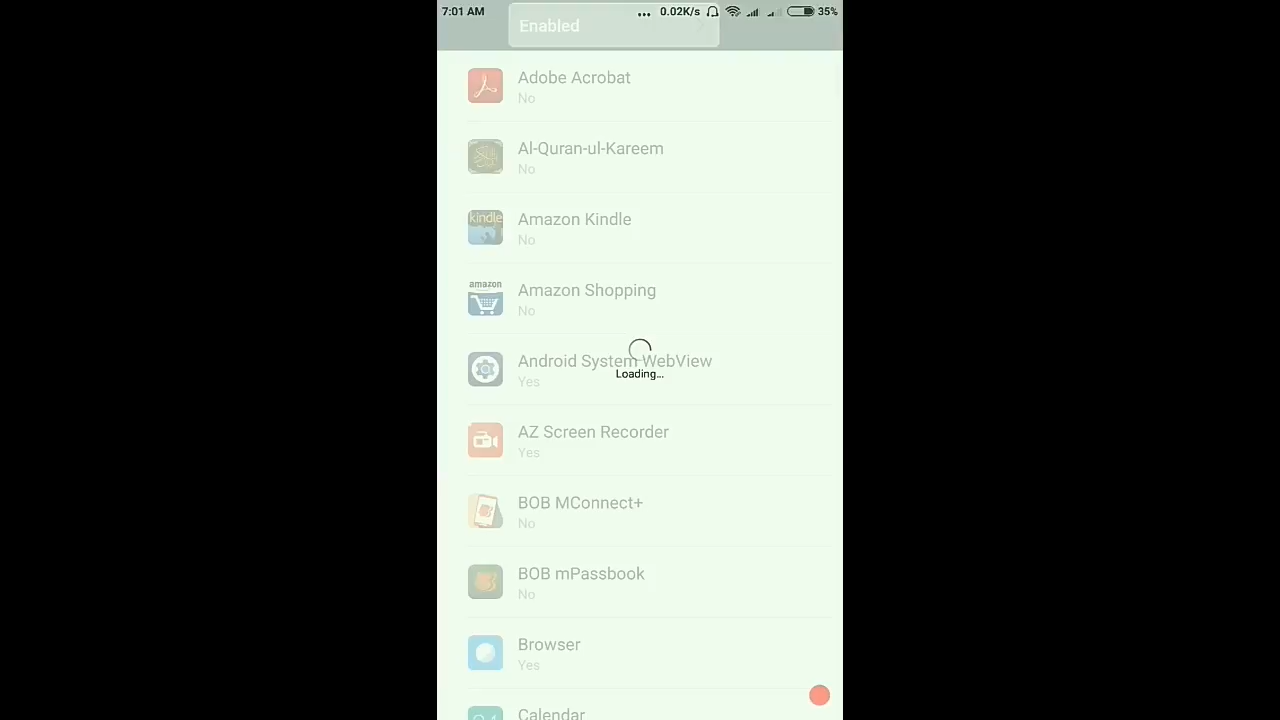 7:01 AM ... 0.02K/s 35%
Enabled
Adobe Acrobat
No
Al-Quran-ul-Kareem
No
kindle
Amazon Kindle
No
amazon
Amazon Shopping
No
Android System WebView
Yes
Loading...
AZ Screen Recorder
Yes
BOB MConnect+
No
BOB mPassbook
No
Browser
Yes
Calendar